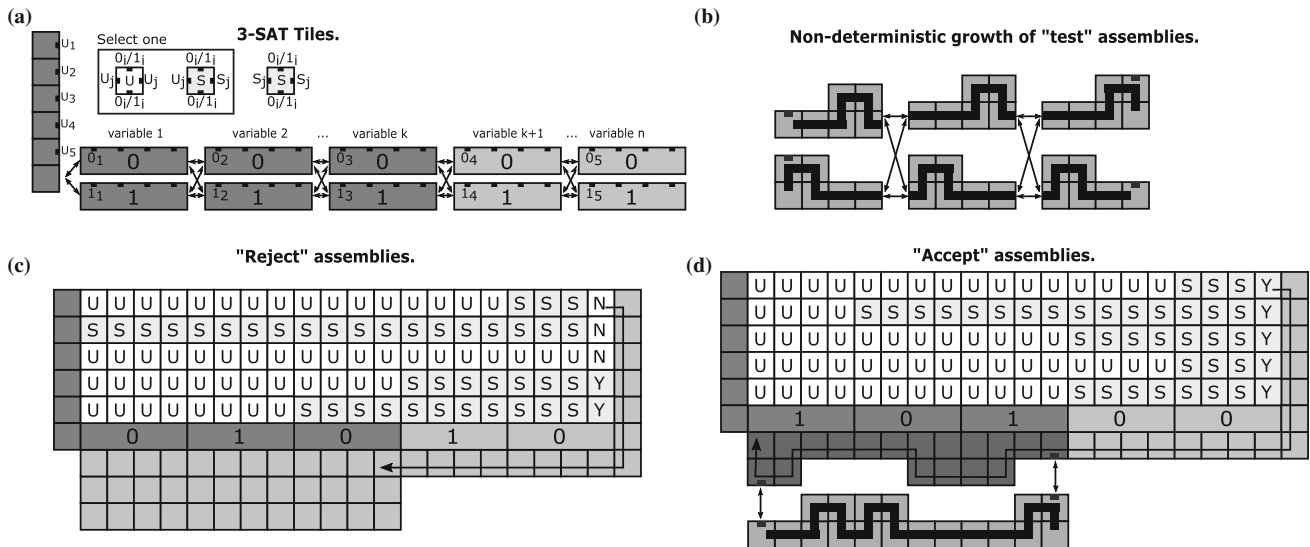 (a)
3-SAT Tiles.
U1
U2
U3
U4
U5
Select one
0i/1i 0i/1i 0i/1i
Uj U Uj Uj S Sj Sj S Sj
0i/1i 0i/1i 0i/1i
variable 1 variable 2 ... variable k variable k+1 ... variable n
01 0 02 0 03 0 04 0 05 0
11 1 12 1 13 1 14 1 15 1
(b)
Non-deterministic growth of "test" assemblies.
(c)
"Reject" assemblies.
U U U U U U U U U U U U U U U U S S S N
S S S S S S S S S S S S S S S S S S S N
U U U U U U U U U U U U U U U U U U U N
U U U U U U U U U U U U S S S S S S S Y
U U U U U U U U S S S S S S S S S S S Y
0 1 0 1 0
(d)
"Accept" assemblies.
U U U U U U U U U U U U U U U U S S S Y
U U U U S S S S S S S S S S S S S S S Y
U U U U U U U U U U U U S S S S S S S Y
U U U U U U U U U U U U U U U U S S S Y
U U U U U U U U U U U U S S S S S S S Y
1 0 1 0 0